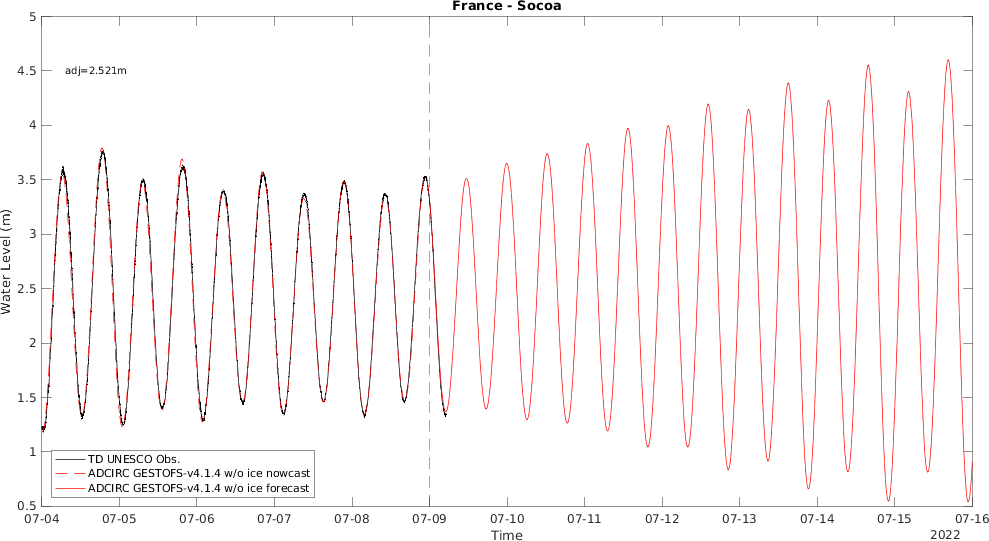 France - Socoa
5
4.5
4
3.5
3
2.5
2
1.5
1
0.5
Water Level (m)
adj=2.521m
TD UNESCO Obs.
ADCIRC GESTOFS-v4.1.4 w/o ice nowcast
ADCIRC GESTOFS-v4.1.4 w/o ice forecast
07-04 07-05 07-06 07-07 07-08 07-09 07-10 07-11 07-12 07-13 07-14 07-15 07-16
Time
2022